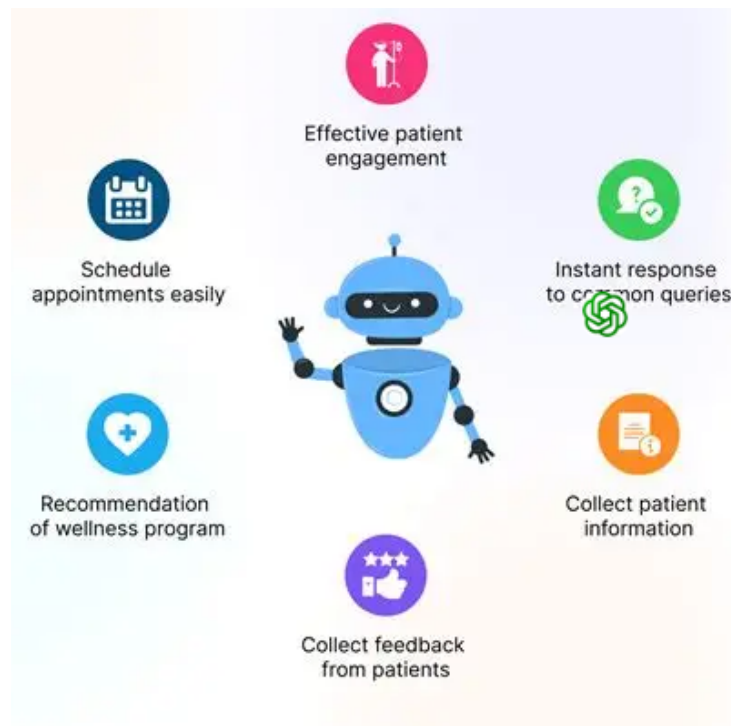 Effective patient
engagement
Schedule
appointments easily
Instant response
to common queries
Recommendation
of wellness program
Collect patient
information
Collect feedback
from patients